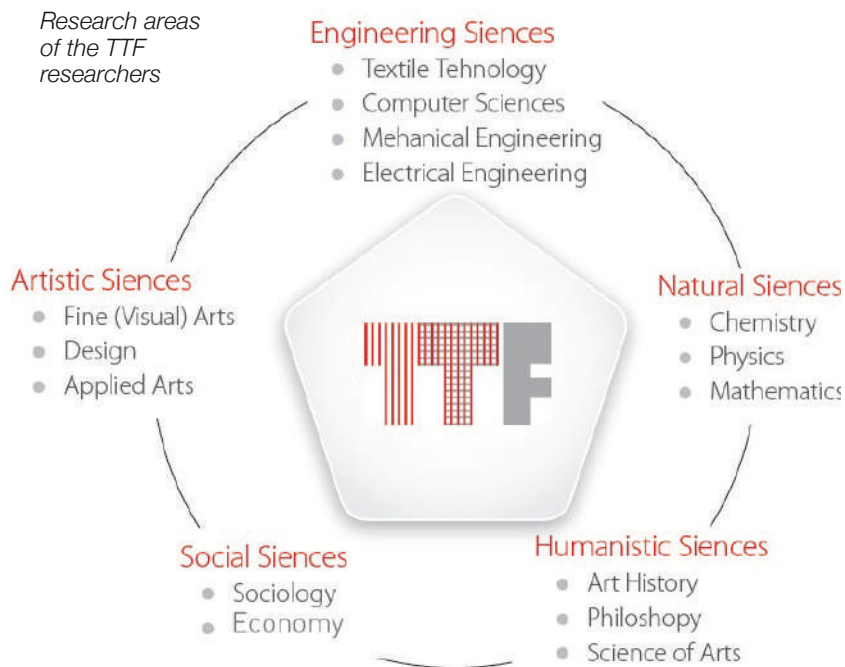 Research areas
of the TTF
researchers
Engineering Siences
Textile Tehnology
Computer Sciences
Mehanical Engineering
Electrical Engineering
Artistic Siences
Fine (Visual) Arts
Design
Applied Arts
TTF
Natural Siences
Chemistry
Physics
Mathematics
Social Siences
Sociology
Economy
Humanistic Siences
Art History
Philoshopy
Science of Arts